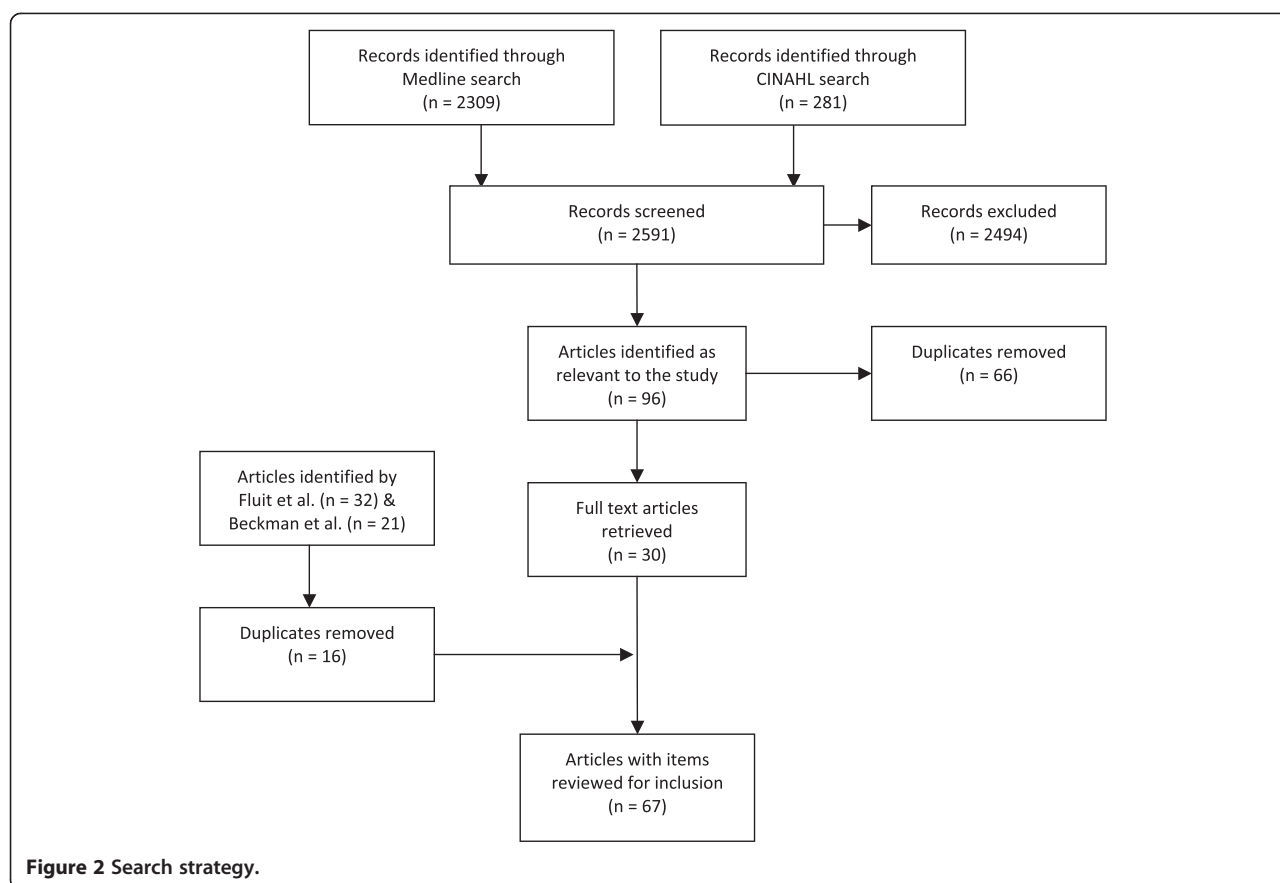 Records identified through
Medline search
(n = 2309)
Records identified through
CINAHL search
(n = 281)
Records screened
(n = 2591)
Records excluded
(n = 2494)
Articles identified as
relevant to the study
(n = 96)
Duplicates removed
(n = 66)
Articles identified by
Fluit et al. (n = 32) &
Beckman et al. (n = 21)
Full text articles
retrieved
(n = 30)
Duplicates removed
(n = 16)
Articles with items
reviewed for inclusion
(n = 67)
Figure 2 Search strategy.